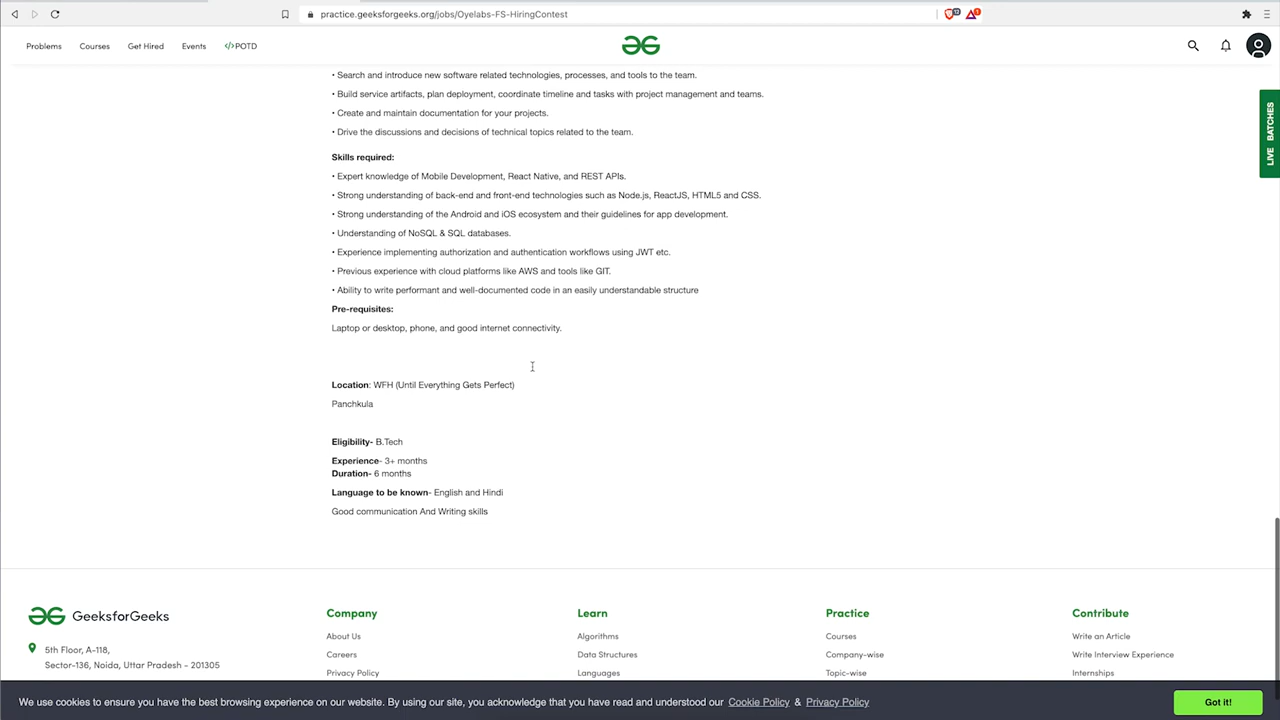 practice.geeksforgeeks.org/jobs/Oyelabs-FS-HiringContest
Problems Courses Get Hired Events </>POTD
• Search and introduce new software related technologies, processes, and tools to the team.
• Build service artifacts, plan deployment, coordinate timeline and tasks with project management and teams.
• Create and maintain documentation for your projects.
• Drive the discussions and decisions of technical topics related to the team.
LIVE BATCHES
Skills required:
• Expert knowledge of Mobile Development, React Native, and REST APIs.
• Strong understanding of back-end and front-end technologies such as Node.js, ReactJS, HTML5 and CSS.
• Strong understanding of the Android and iOS ecosystem and their guidelines for app development.
• Understanding of NoSQL & SQL databases.
• Experience implementing authorization and authentication workflows using JWT etc.
• Previous experience with cloud platforms like AWS and tools like GIT.
• Ability to write performant and well-documented code in an easily understandable structure
Pre-requisites:
Laptop or desktop, phone, and good internet connectivity.
Location: WFH (Until Everything Gets Perfect)
Panchkula
Eligibility- B.Tech
Experience- 3+ months
Duration- 6 months
Language to be known- English and Hindi
Good communication And Writing skills
GeeksforGeeks
5th Floor, A-118,
Sector-136, Noida, Uttar Pradesh - 201305
Company
About Us
Careers
Privacy Policy
Learn
Algorithms
Data Structures
Languages
Practice
Courses
Company-wise
Topic-wise
Contribute
Write an Article
Write Interview Experience
Internships
We use cookies to ensure you have the best browsing experience on our website. By using our site, you acknowledge that you have read and understood our Cookie Policy & Privacy Policy
Got it!